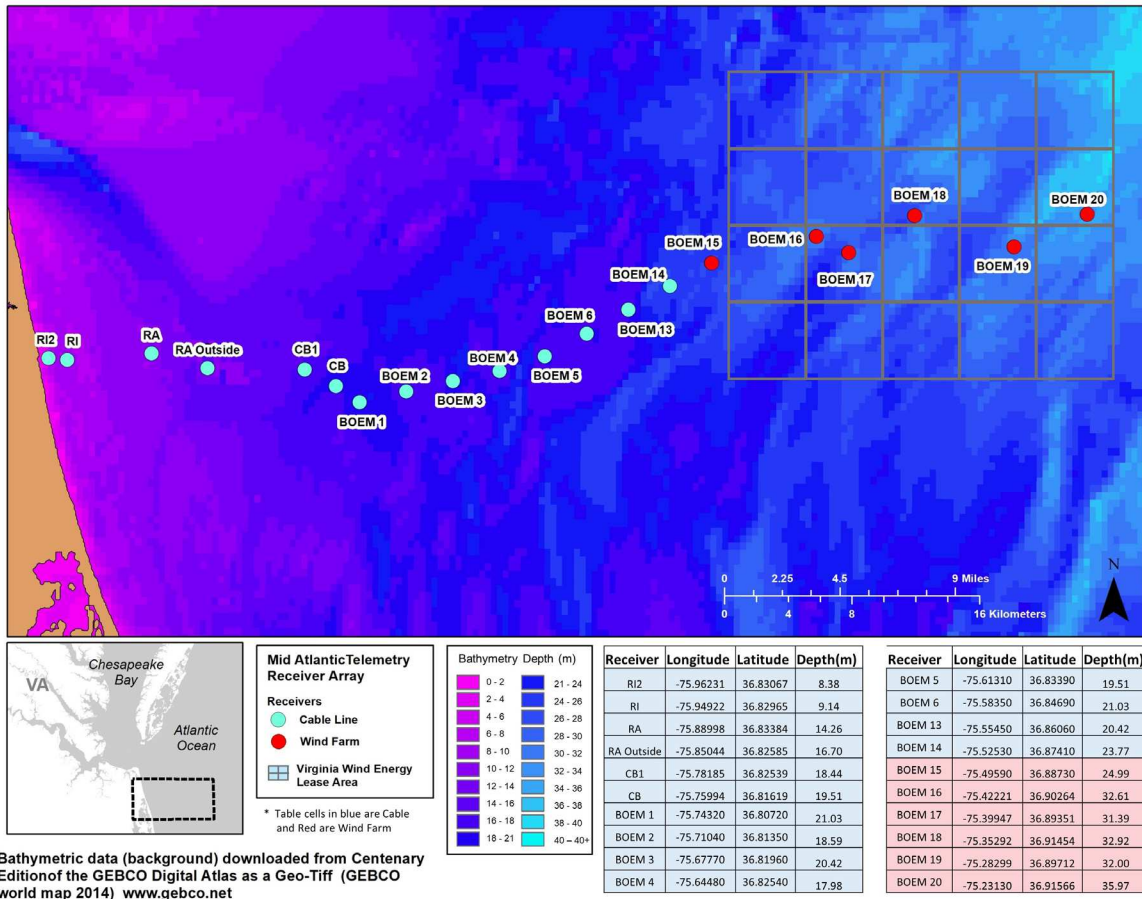 BOEM 18
BOEM 20
BOEM 15
BOEM 16
BOEM 17
BOEM 19
BOEM 14
BOEM 6
BOEM 13
RI2
RI
RA
RA Outside
CB1
CB
BOEM 4
BOEM 5
BOEM 2
BOEM 3
BOEM 1
N
0 2.25 4.5 9 Miles
0 4 8 16 Kilometers
Chesapeake
Bay
VA
Atlantic
Ocean
Mid AtlanticTelemetry
Receiver Array
Receivers
Cable Line
Wind Farm
Virginia Wind Energy
Lease Area
* Table cells in blue are Cable
and Red are Wind Farm
Bathymetry Depth (m)
0 - 2 21 - 24
2 - 4 24 - 26
4 - 6 26 - 28
6 - 8 28 - 30
8 - 10 30 - 32
10 - 12 32 - 34
12 - 14 34 - 36
14 - 16 36 - 38
16 - 18 38 - 40
18 - 21 40 – 40+
Receiver Longitude Latitude Depth(m)
RI2 -75.96231 36.83067 8.38
RI -75.94922 36.82965 9.14
RA -75.88998 36.83384 14.26
RA Outside -75.85044 36.82585 16.70
CB1 -75.78185 36.82539 18.44
CB -75.75994 36.81619 19.51
BOEM 1 -75.74320 36.80720 21.03
BOEM 2 -75.71040 36.81350 18.59
BOEM 3 -75.67770 36.81960 20.42
BOEM 4 -75.64480 36.82540 17.98
Receiver Longitude Latitude Depth(m)
BOEM 5 -75.61310 36.83390 19.51
BOEM 6 -75.58350 36.84690 21.03
BOEM 13 -75.55450 36.86060 20.42
BOEM 14 -75.52530 36.87410 23.77
BOEM 15 -75.49590 36.88730 24.99
BOEM 16 -75.42221 36.90264 32.61
BOEM 17 -75.39947 36.89351 31.39
BOEM 18 -75.35292 36.91454 32.92
BOEM 19 -75.28299 36.89712 32.00
BOEM 20 -75.23130 36.91566 35.97
Bathymetric data (background) downloaded from Centenary
Editionof the GEBCO Digital Atlas as a Geo-Tiff (GEBCO
world map 2014) www.gebco.net